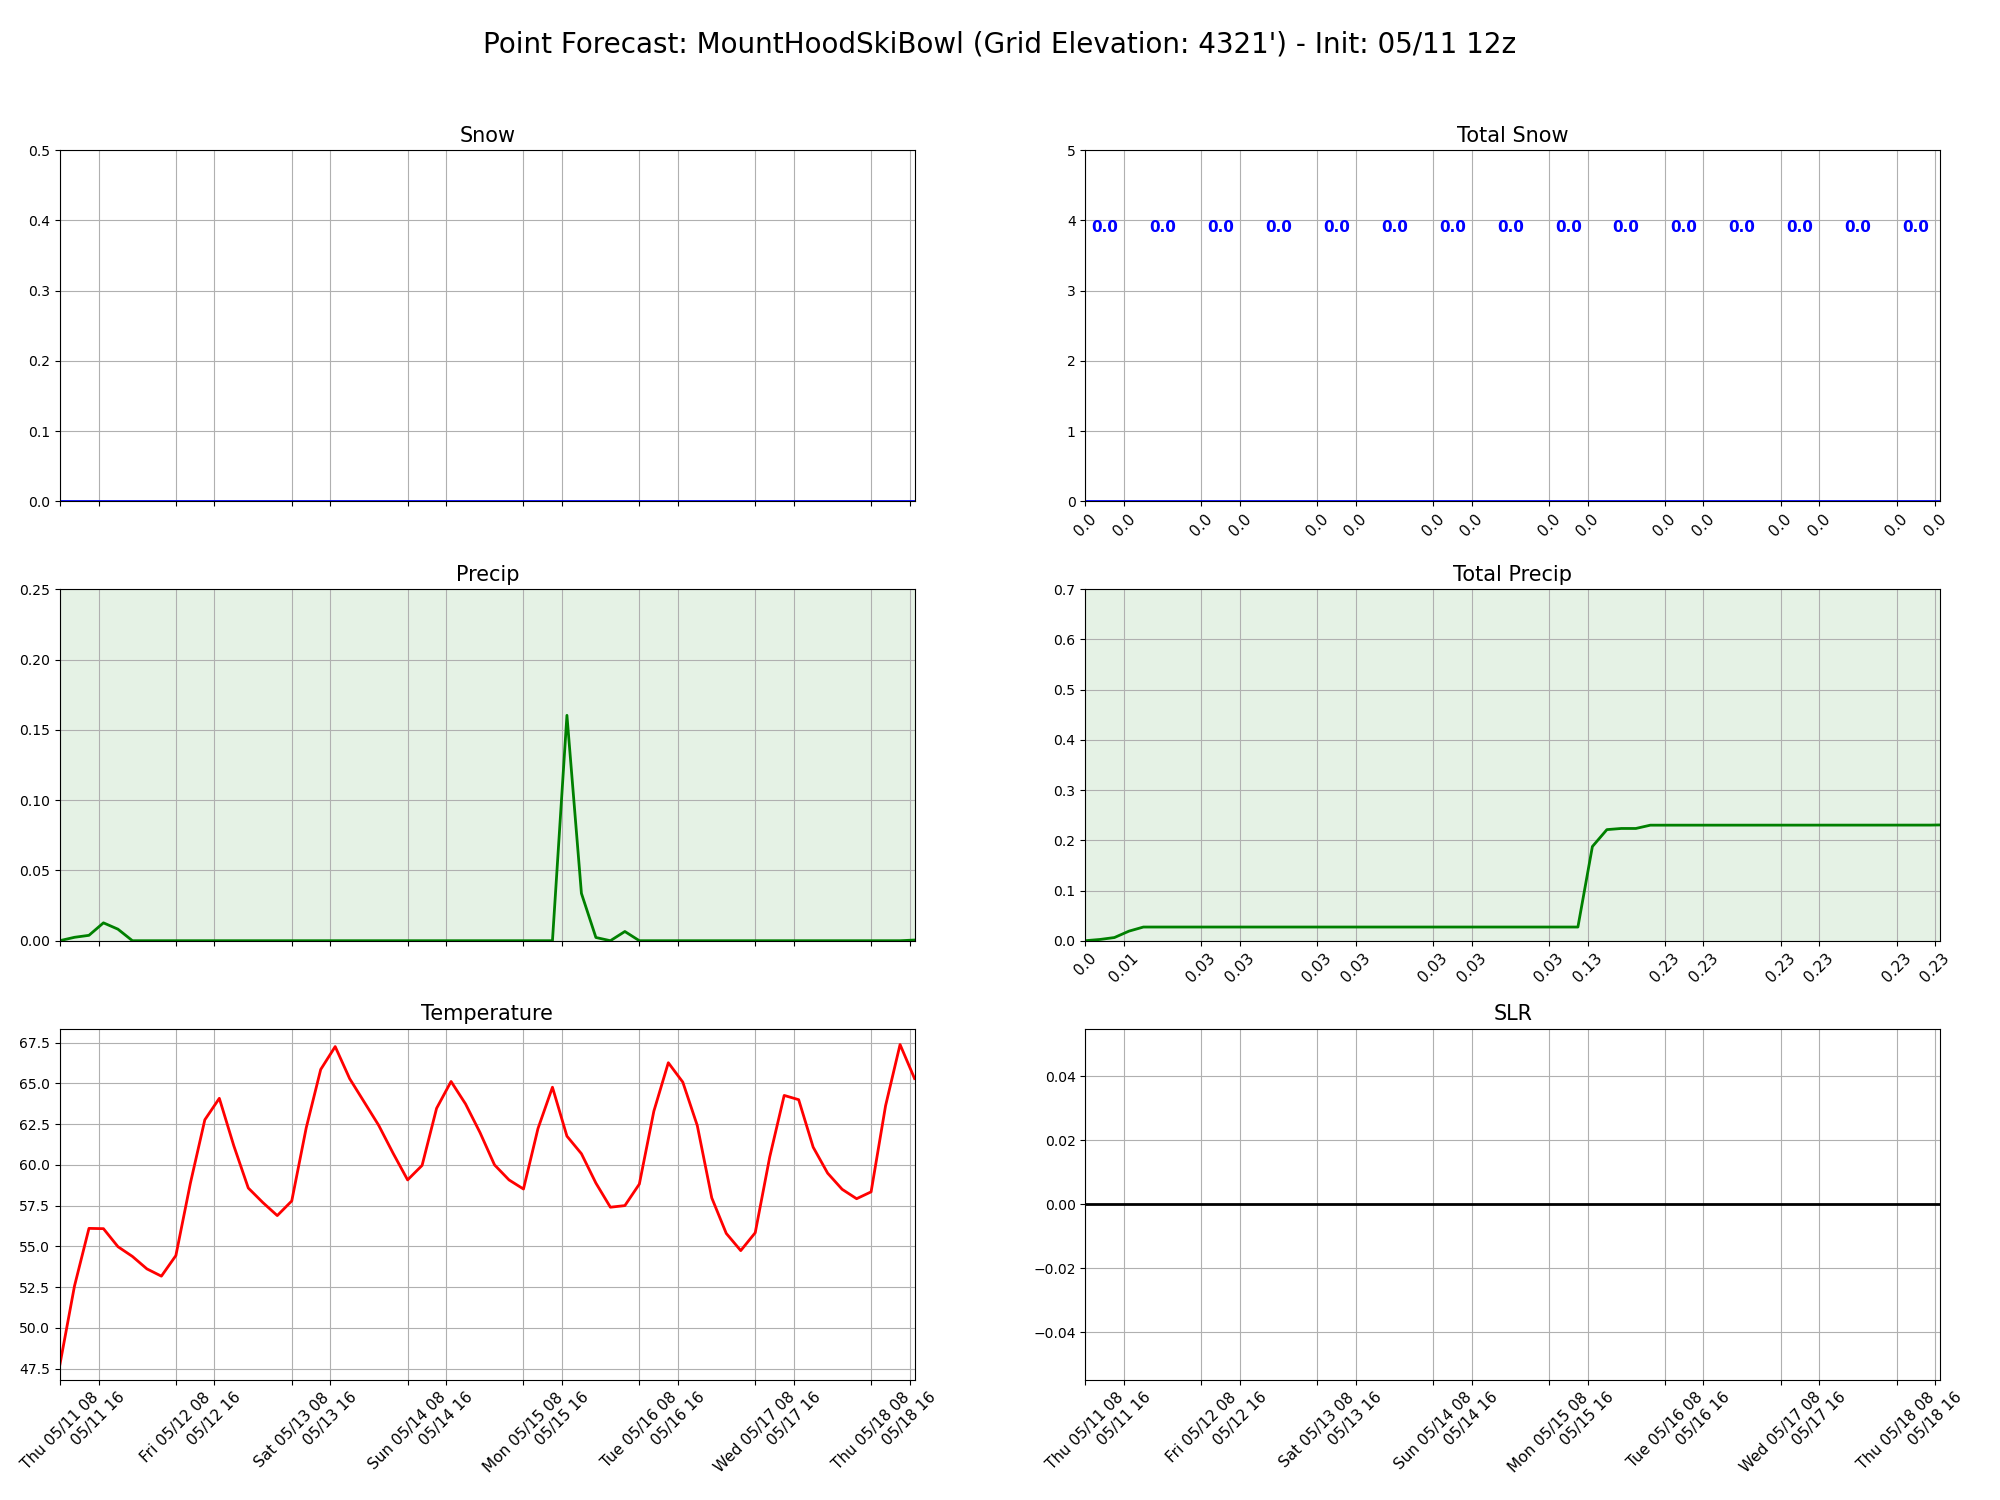 Point Forecast: MountHoodSkiBowl (Grid Elevation: 4321') - Init: 05/11 12z
Snow
0.5
0.4
0.3
0.2
0.1
0.0
Total Snow
5
4
3
2
1
0
0.0 0.0 0.0 0.0 0.0 0.0 0.0 0.0 0.0 0.0 0.0 0.0 0.0 0.0 0.0
0.0 0.0 0.0 0.0 0.0 0.0 0.0 0.0 0.0 0.0 0.0 0.0 0.0 0.0 0.0 0.0
Precip
0.25
0.20
0.15
0.10
0.05
0.00
Total Precip
0.7
0.6
0.5
0.4
0.3
0.2
0.1
0.0
0.0 0.01 0.03 0.03 0.03 0.03 0.03 0.03 0.03 0.13 0.23 0.23 0.23 0.23 0.23 0.23
Temperature
67.5
65.0
62.5
60.0
57.5
55.0
52.5
50.0
47.5
Thu 05/11 08
05/11 16
Fri 05/12 08
05/12 16
Sat 05/13 08
05/13 16
Sun 05/14 08
05/14 16
Mon 05/15 08
05/15 16
Tue 05/16 08
05/16 16
Wed 05/17 08
05/17 16
Thu 05/18 08
05/18 16
SLR
0.04
0.02
0.00
−0.02
−0.04
Thu 05/11 08
05/11 16
Fri 05/12 08
05/12 16
Sat 05/13 08
05/13 16
Sun 05/14 08
05/14 16
Mon 05/15 08
05/15 16
Tue 05/16 08
05/16 16
Wed 05/17 08
05/17 16
Thu 05/18 08
05/18 16